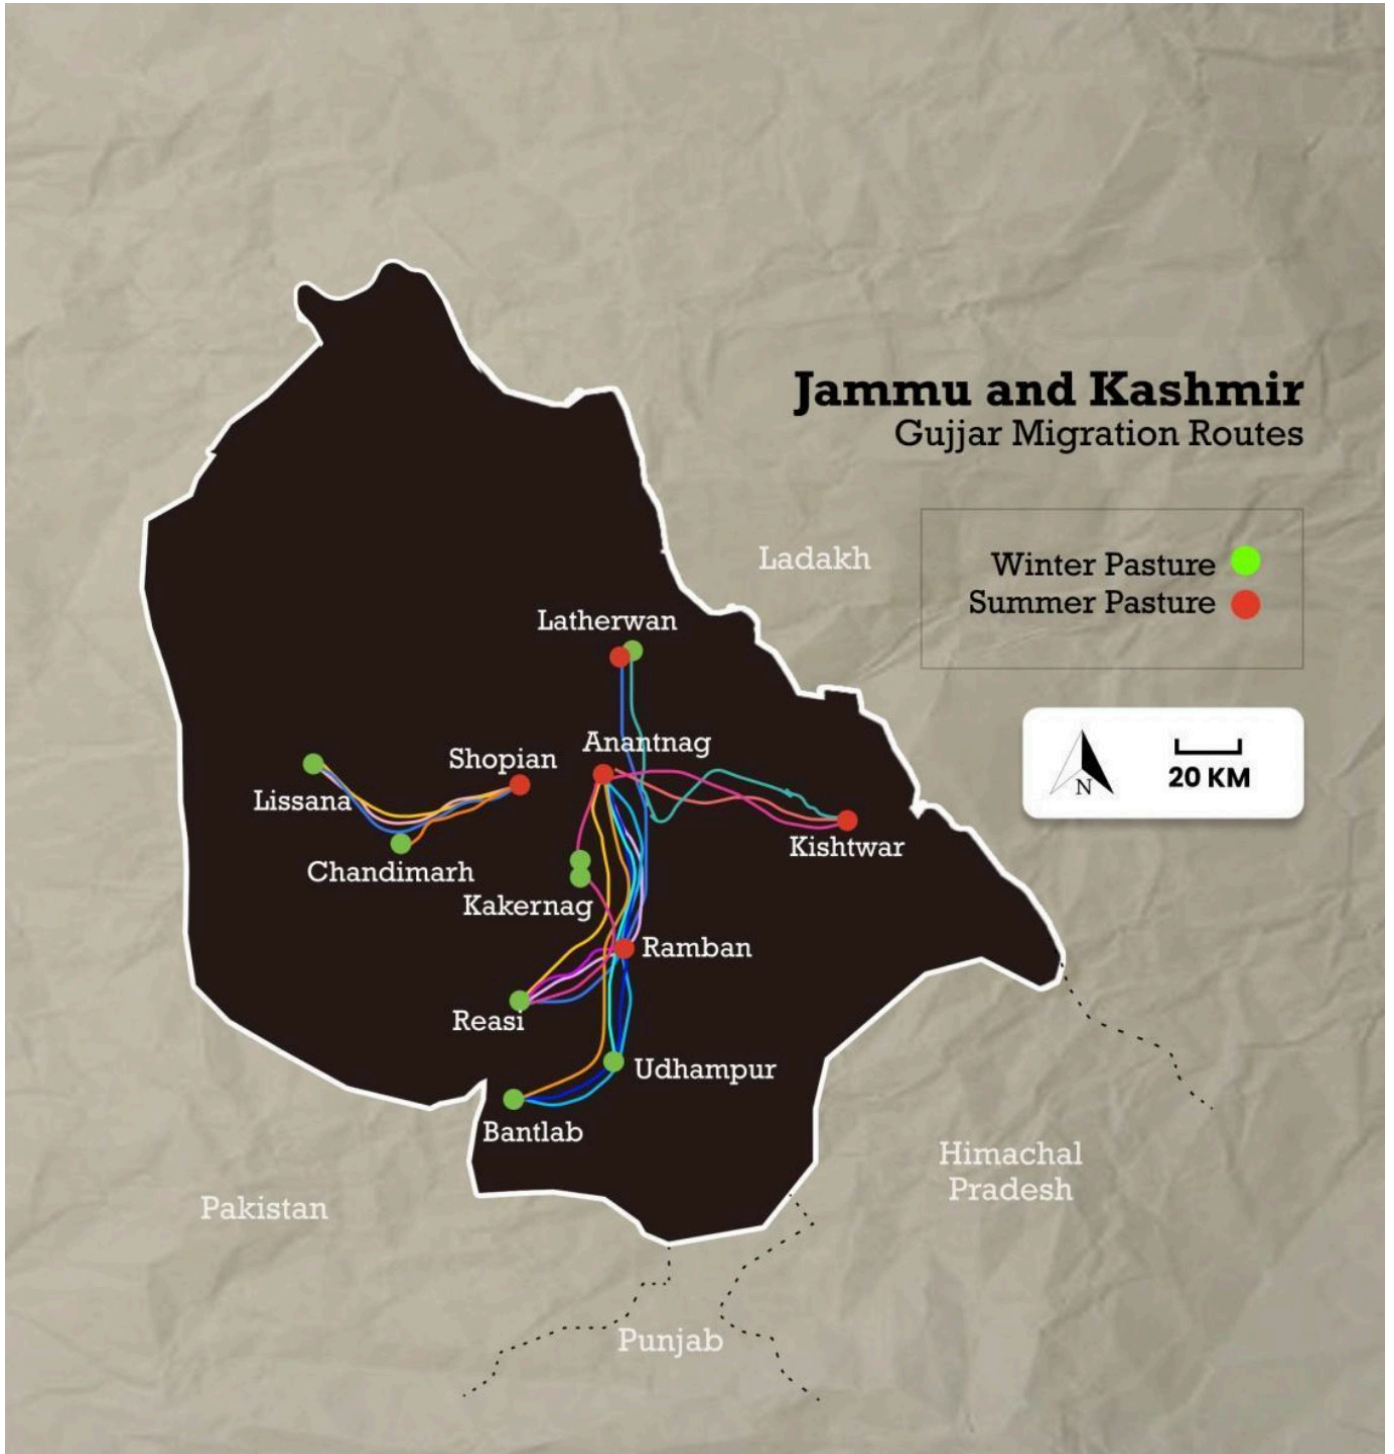 Jammu and Kashmir
Gujjar Migration Routes
Ladakh
Winter Pasture
Summer Pasture
Latherwan
N
20 KM
Anantnag
Shopian
Lissana
Kishtwar
Chandimarh
Kakernag
Ramban
Reasi
Udhampur
Bantlab
Himachal
Pradesh
Pakistan
Punjab